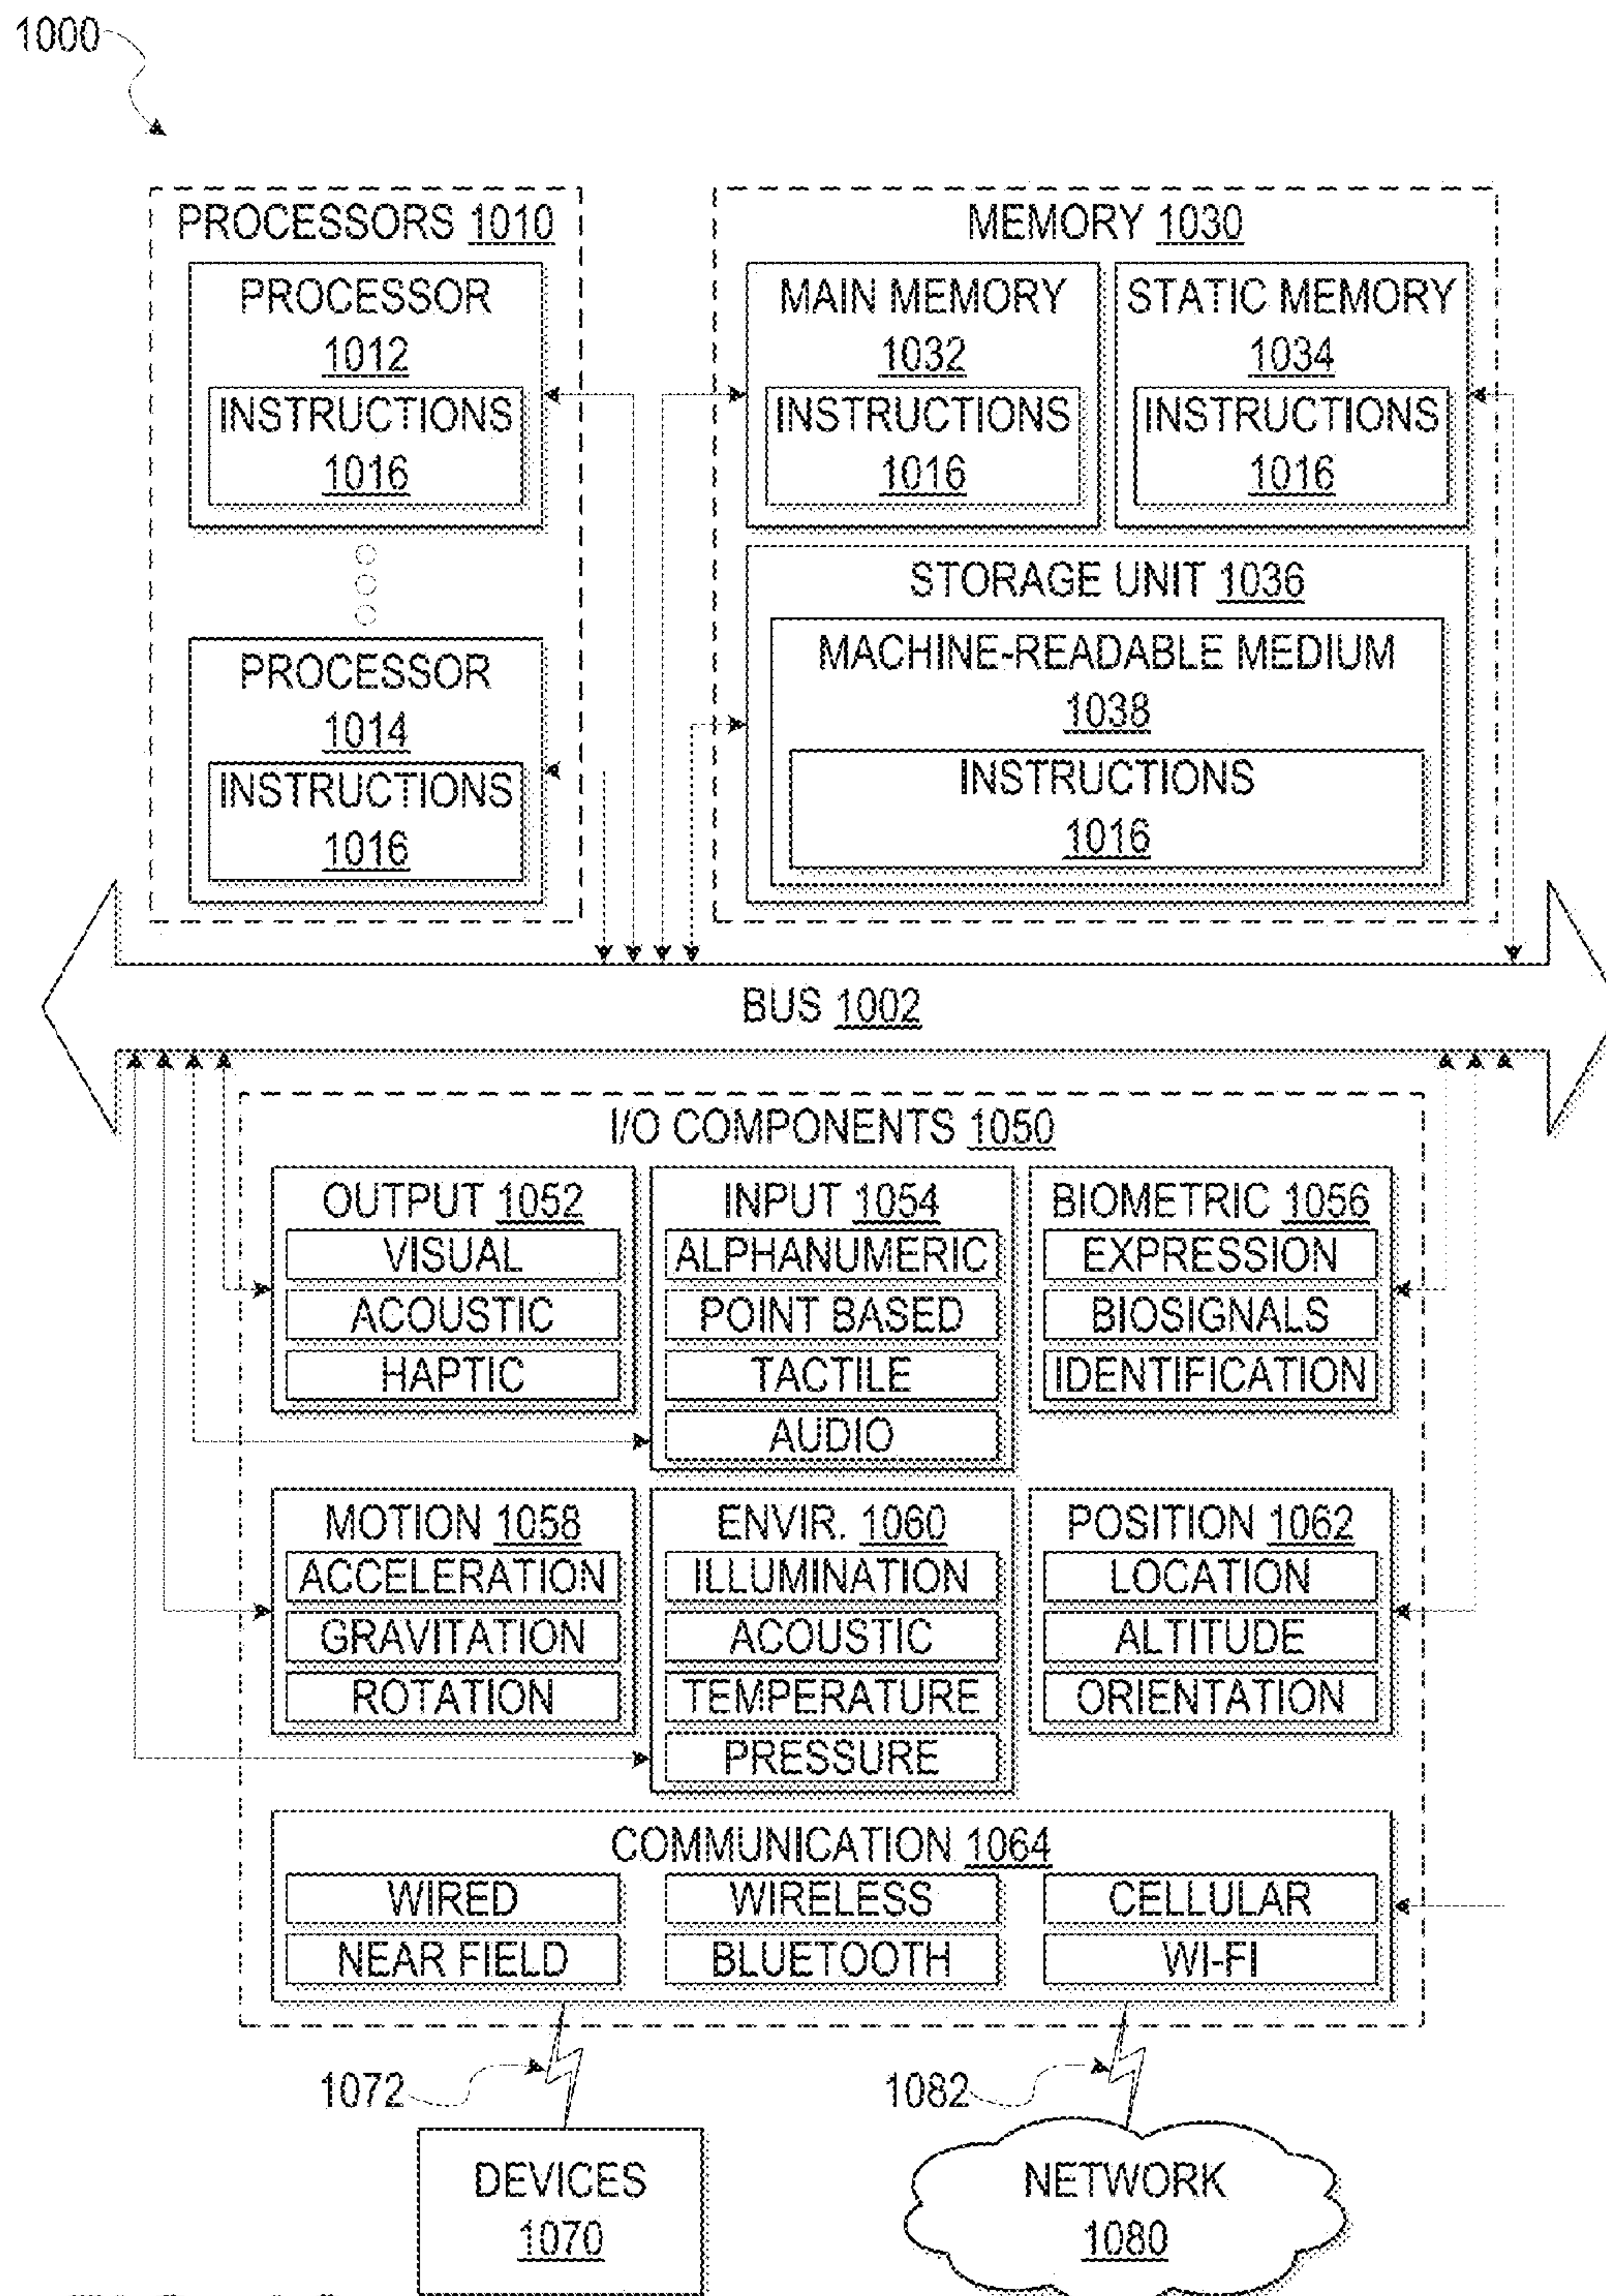 1000
PROCESSORS 1010
PROCESSOR
1012
INSTRUCTIONS
1016
PROCESSOR
1014
INSTRUCTIONS
1016
MEMORY 1030
MAIN MEMORY
1032
INSTRUCTIONS
1016
STATIC MEMORY
1034
INSTRUCTIONS
1016
STORAGE UNIT 1036
MACHINE-READABLE MEDIUM
1038
INSTRUCTIONS
1016
BUS 1002
I/O COMPONENTS 1050
OUTPUT 1052
VISUAL
ACOUSTIC
HAPTIC
INPUT 1054
ALPHANUMERIC
POINT BASED
TACTILE
AUDIO
BIOMETRIC 1056
EXPRESSION
BIOSIGNALS
IDENTIFICATION
MOTION 1058
ACCELERATION
GRAVITATION
ROTATION
ENVIR. 1060
ILLUMINATION
ACOUSTIC
TEMPERATURE
PRESSURE
POSITION 1062
LOCATION
ALTITUDE
ORIENTATION
COMMUNICATION 1064
WIRED
WIRELESS
CELLULAR
NEAR FIELD
BLUETOOTH
WI-FI
1072
1082
DEVICES
1070
NETWORK
1080